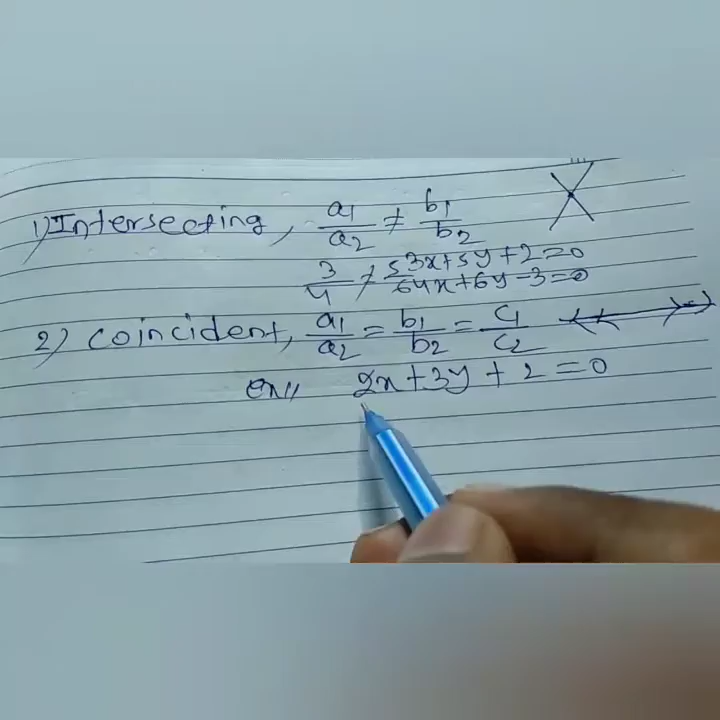 1) Intersecting, a1/a2 ≠ b1/b2
3/4 ≠ 5/6 3x+5y+2=0
4x+6y-3=0
2) Coincident, a1/a2 = b1/b2 = c1/c2
ex// 2x+3y+2=0